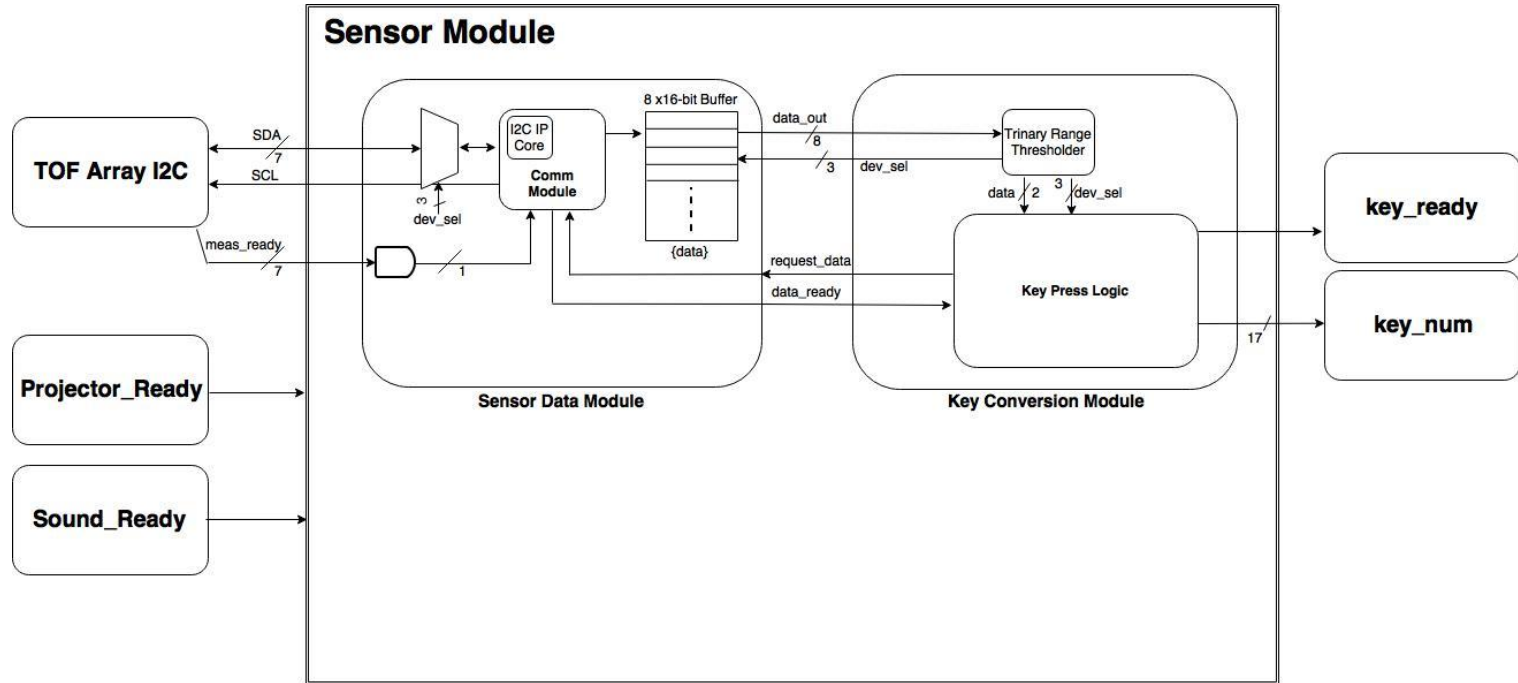 Sensor Module
8 x16-bit Buffer
TOF Array I2C
SDA
7
SCL
meas_ready
7
3
dev_sel
1
I2C IP
Core
Comm
Module
{data}
data_out
8
3
dev_sel
Trinary Range
Thresholder
data
2
3
dev_sel
request_data
data_ready
Key Press Logic
17
key_ready
key_num
Sensor Data Module
Key Conversion Module
Projector_Ready
Sound_Ready